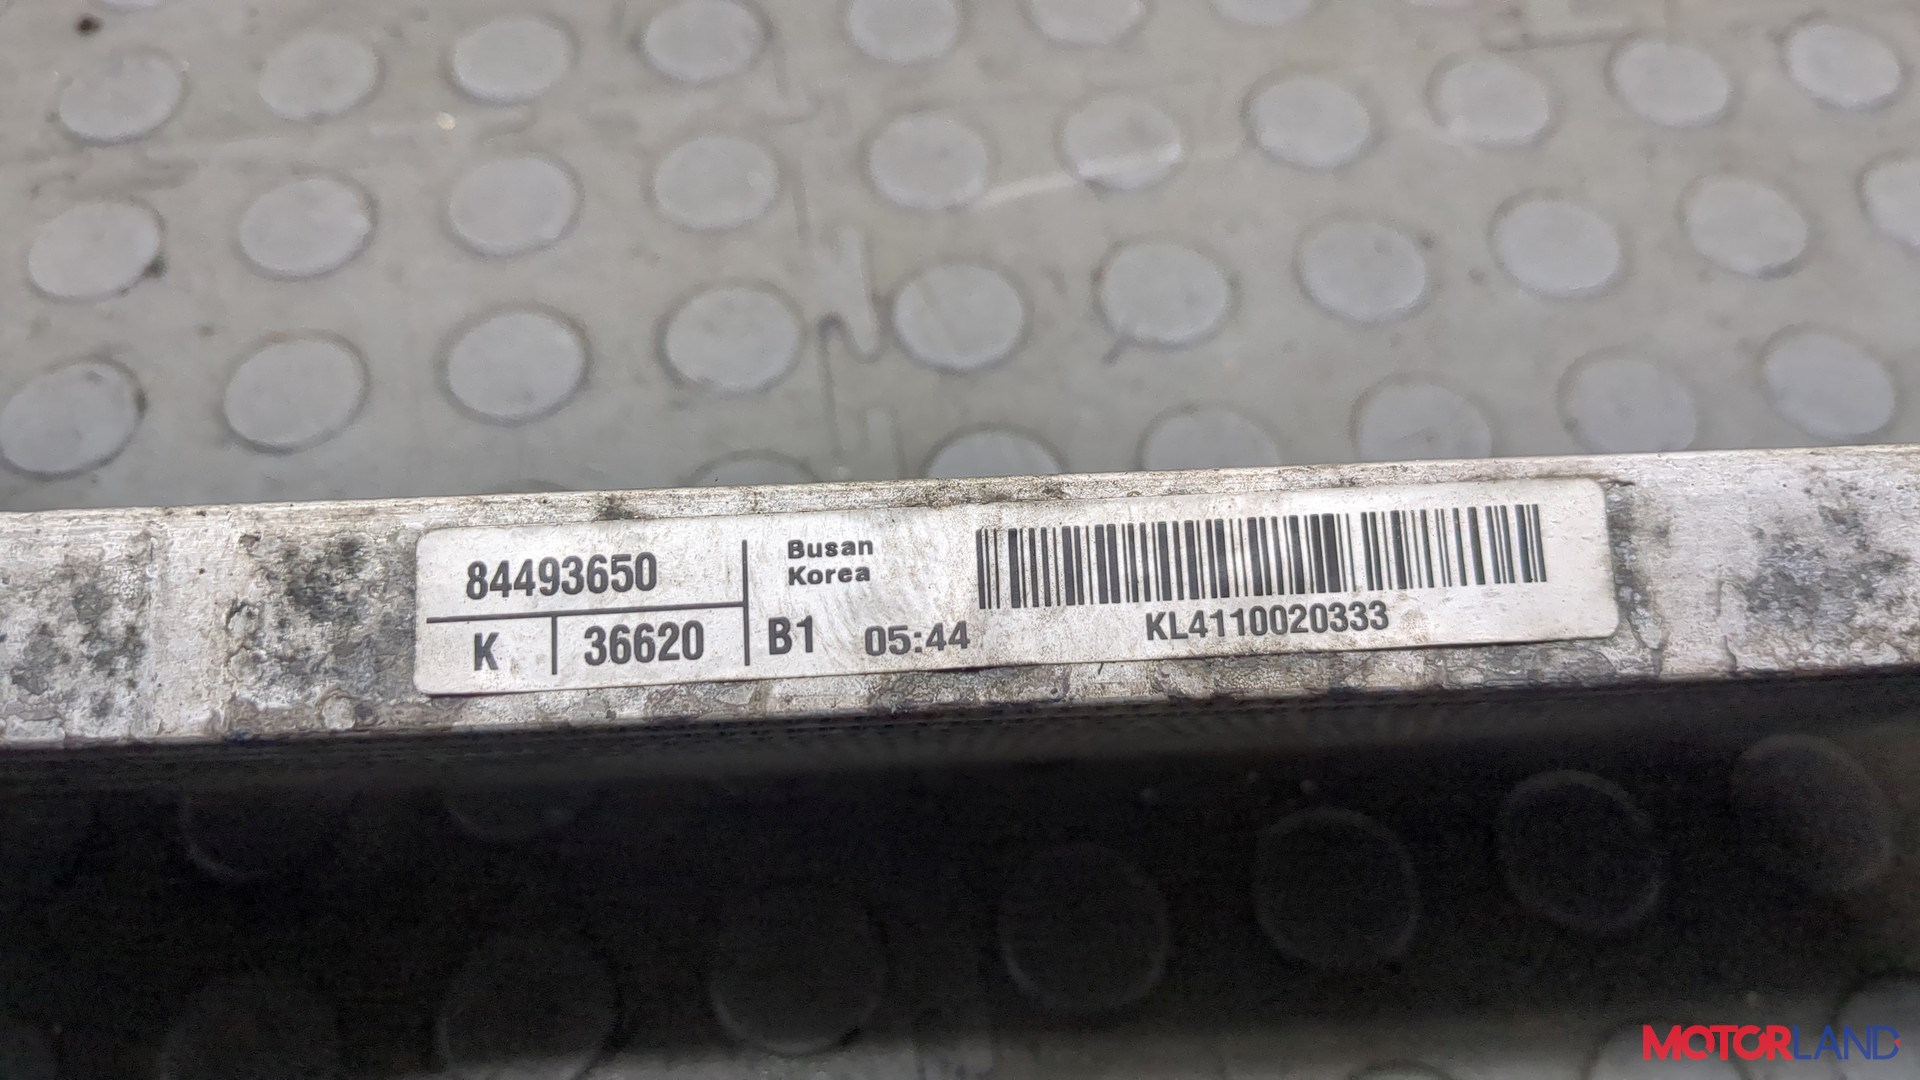 84493650
K 36620
Busan
Korea
B1 05:44
KL4110020333
MOTORLAND